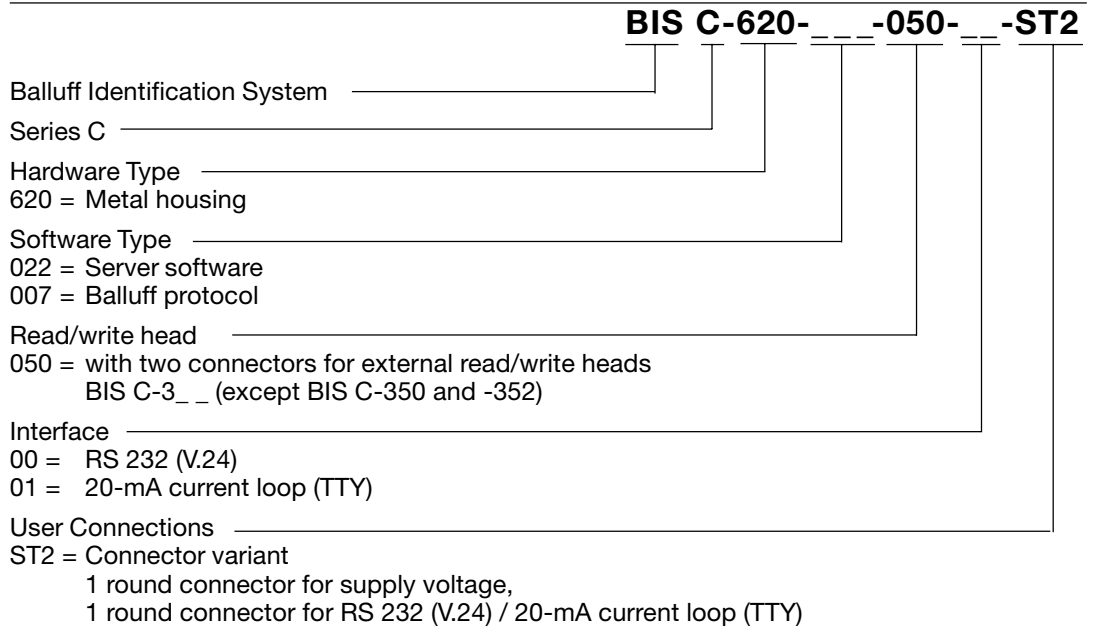 BIS C-620-_ _ _-050-_ _-ST2
Balluff Identification System
Series C
Hardware Type
620 = Metal housing
Software Type
022 = Server software
007 = Balluff protocol
Read/write head
050 = with two connectors for external read/write heads
BIS C-3_ _ (except BIS C-350 and -352)
Interface
00 = RS 232 (V.24)
01 = 20-mA current loop (TTY)
User Connections
ST2 = Connector variant
1 round connector for supply voltage,
1 round connector for RS 232 (V.24) / 20-mA current loop (TTY)